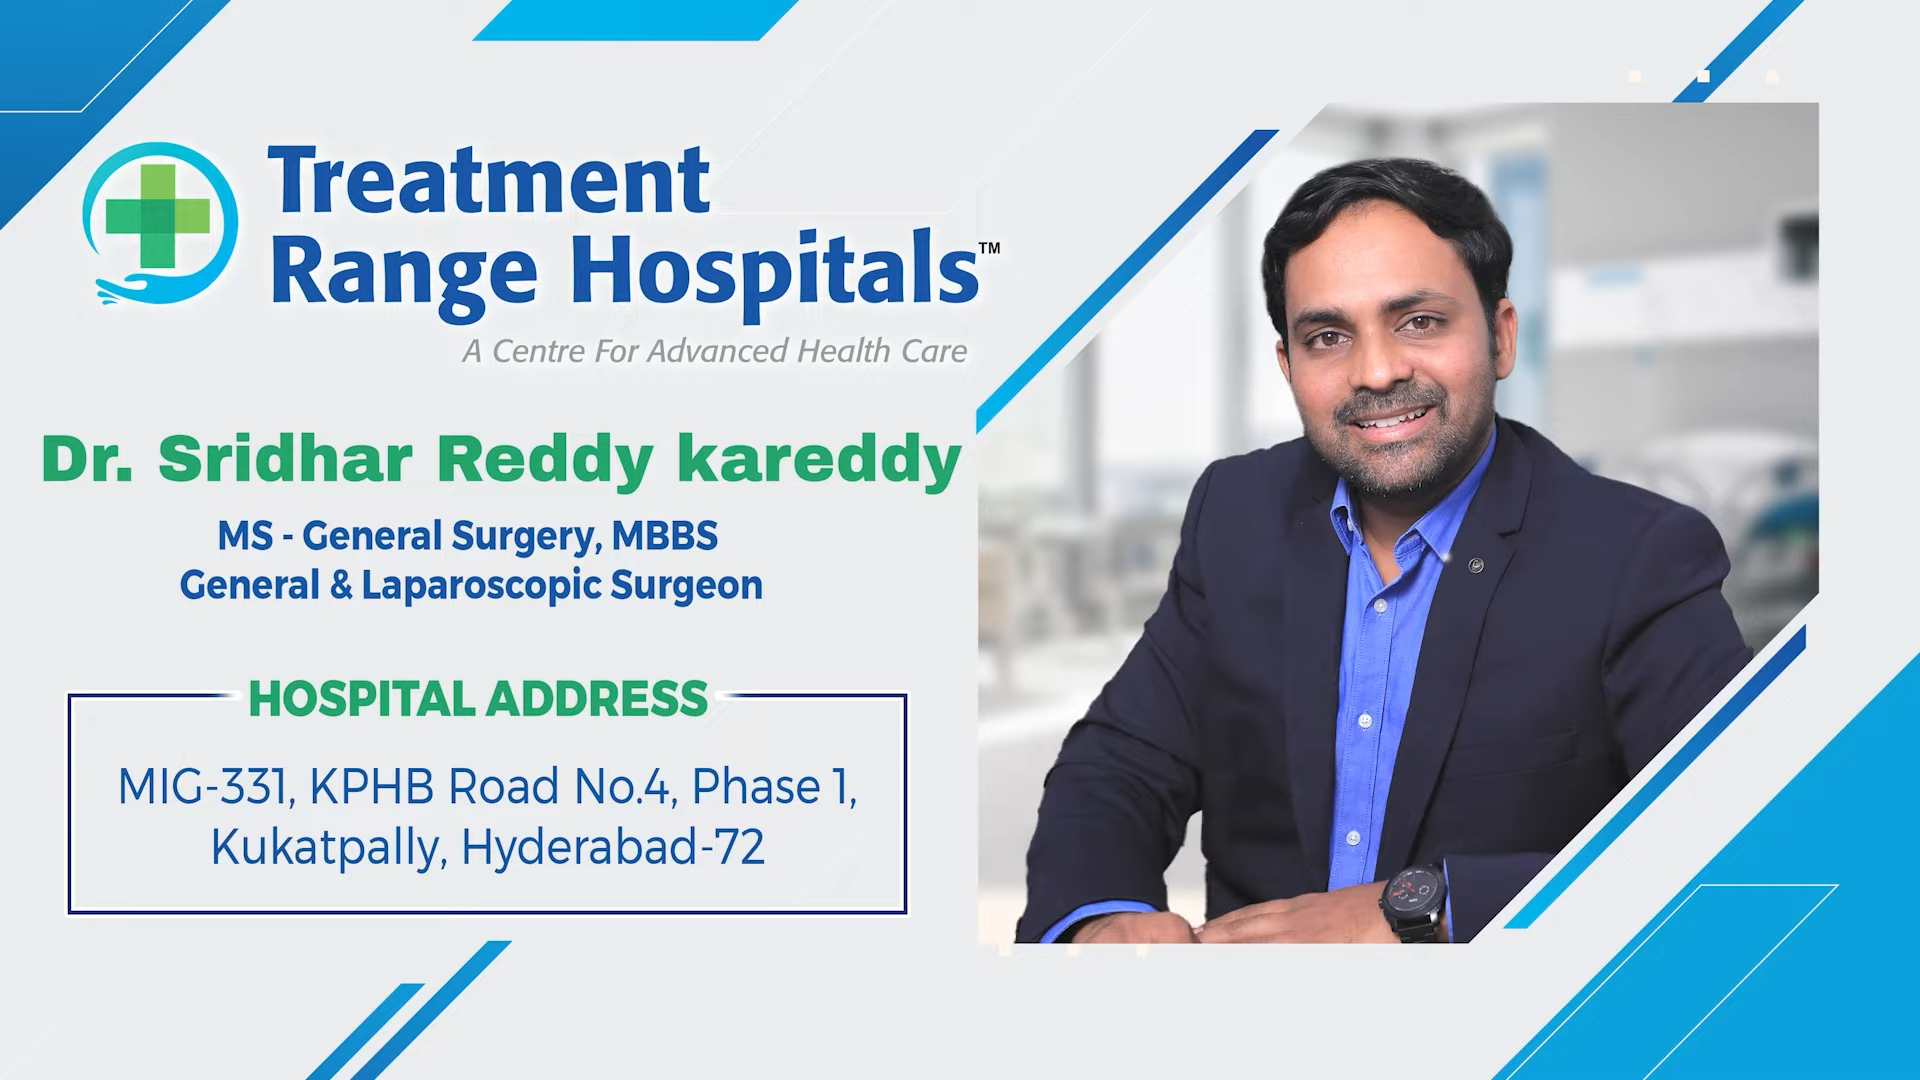 Treatment
Range Hospitals™
A Centre For Advanced Health Care
Dr. Sridhar Reddy kareddy
MS - General Surgery, MBBS
General & Laparoscopic Surgeon
HOSPITAL ADDRESS
MIG-331, KPHB Road No.4, Phase 1,
Kukatpally, Hyderabad-72